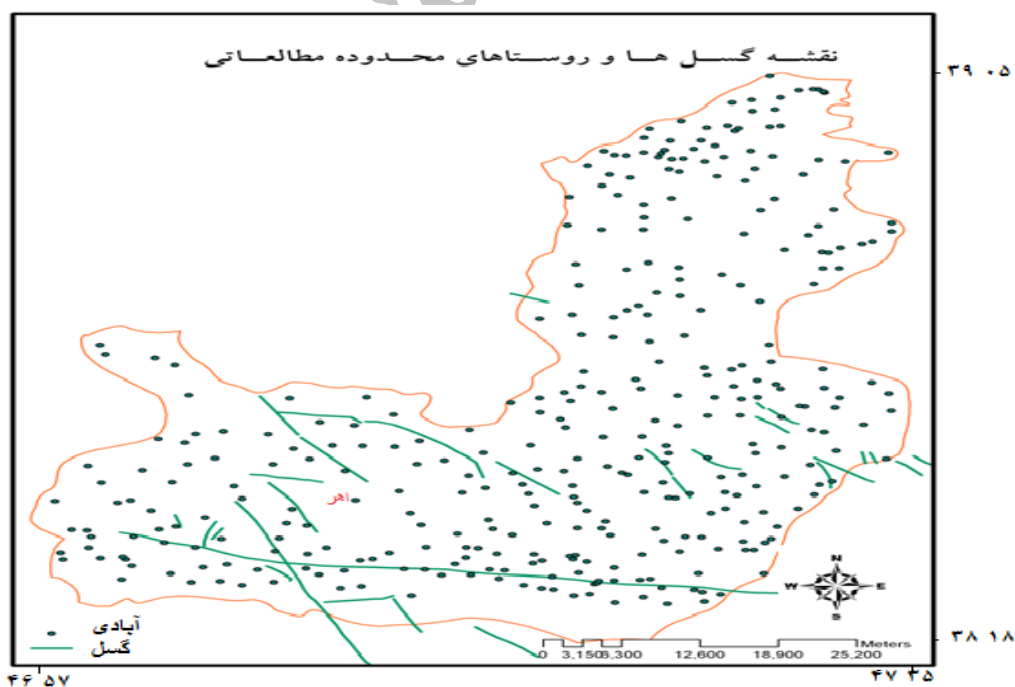 نقشه گسل ها و روستاهای محدوده مطالعاتی
۳۹ ۰۵
اهر
N
W E
S
آبادی
گسل
Meters
0 3,150 6,300 12,600 18,900 25,200
۳۸ ۱۸
۴۶ ۵۷
۴۷ ۳۵